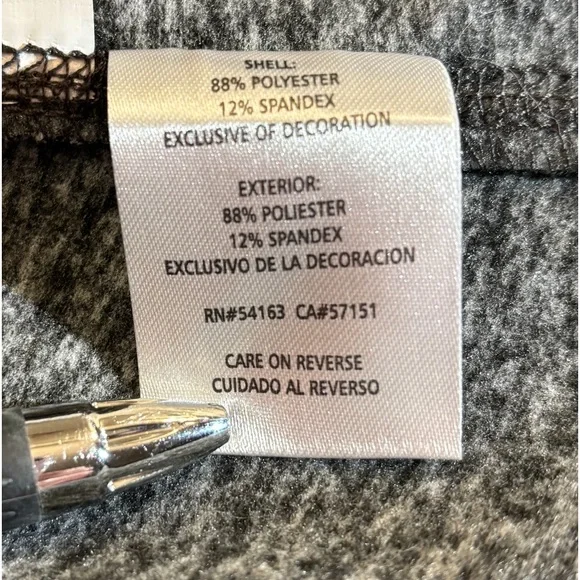 SHELL:
88% POLYESTER
12% SPANDEX
EXCLUSIVE OF DECORATION
EXTERIOR:
88% POLIESTER
12% SPANDEX
EXCLUSIVO DE LA DECORACION
RN#54163 CA#57151
CARE ON REVERSE
CUIDADO AL REVERSO